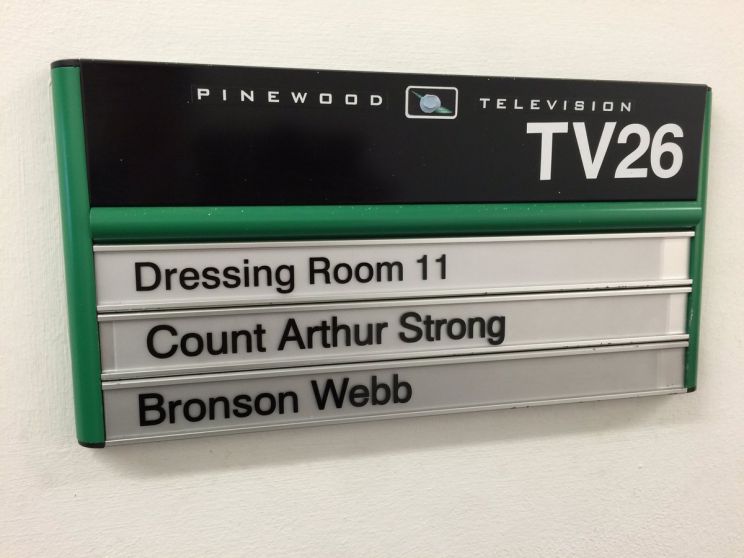 PINEWOOD TELEVISION
TV26
Dressing Room 11
Count Arthur Strong
Bronson Webb